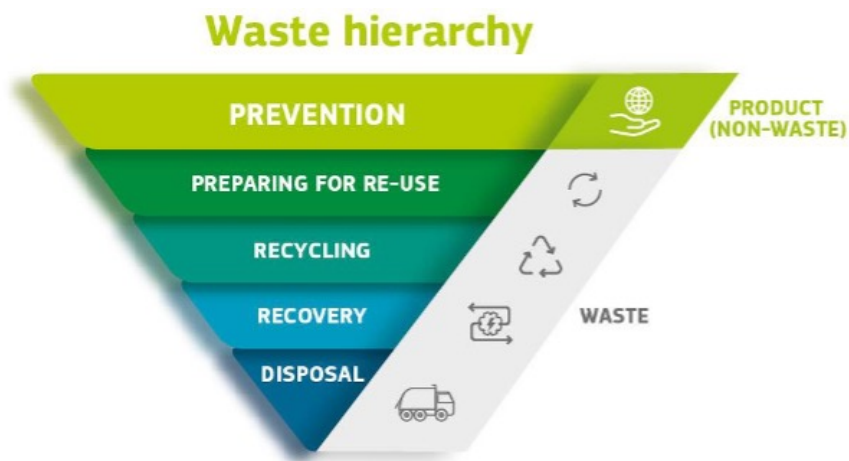 Waste hierarchy
PREVENTION
PRODUCT
(NON-WASTE)
PREPARING FOR RE-USE
RECYCLING
RECOVERY
WASTE
DISPOSAL